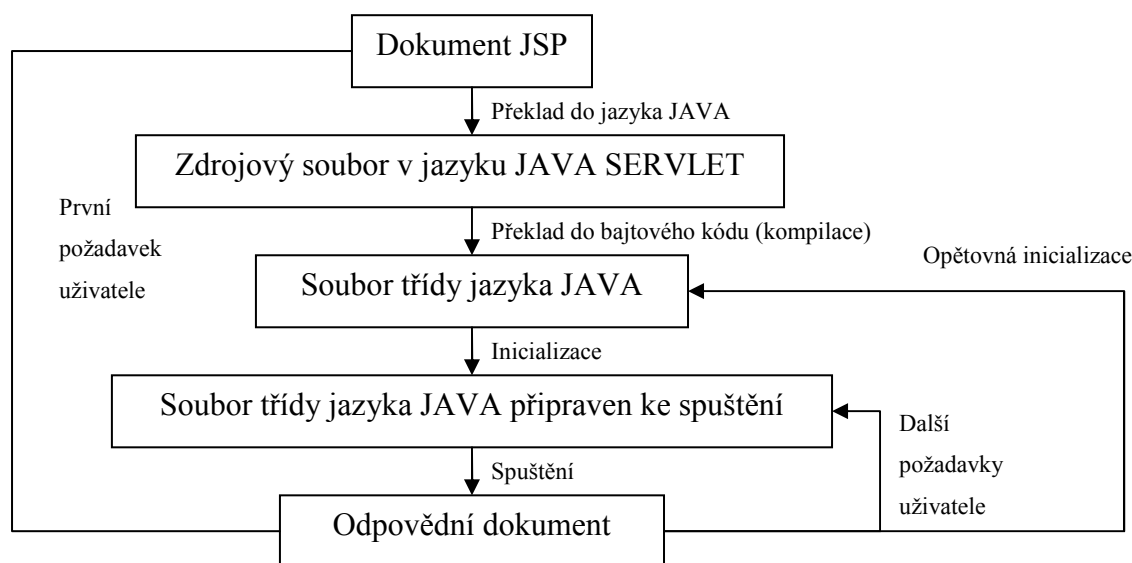 Dokument JSP
Překlad do jazyka JAVA
Zdrojový soubor v jazyku JAVA SERVLET
První
požadavek
uživatele
Překlad do bajtového kódu (kompilace)
Opětovná inicializace
Soubor třídy jazyka JAVA
Inicializace
Soubor třídy jazyka JAVA připraven ke spuštění
Další
požadavky
uživatele
Spuštění
Odpovědní dokument